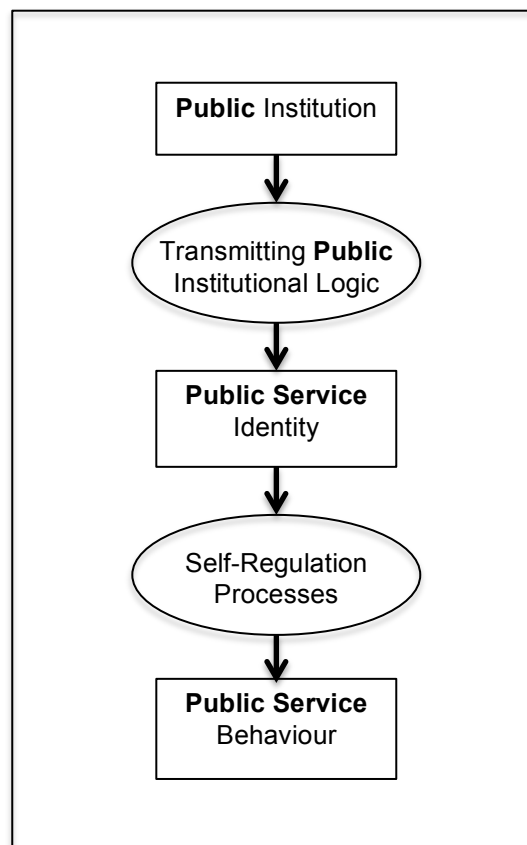 Public Institution
Transmitting Public
Institutional Logic
Public Service
Identity
Self-Regulation
Processes
Public Service
Behaviour